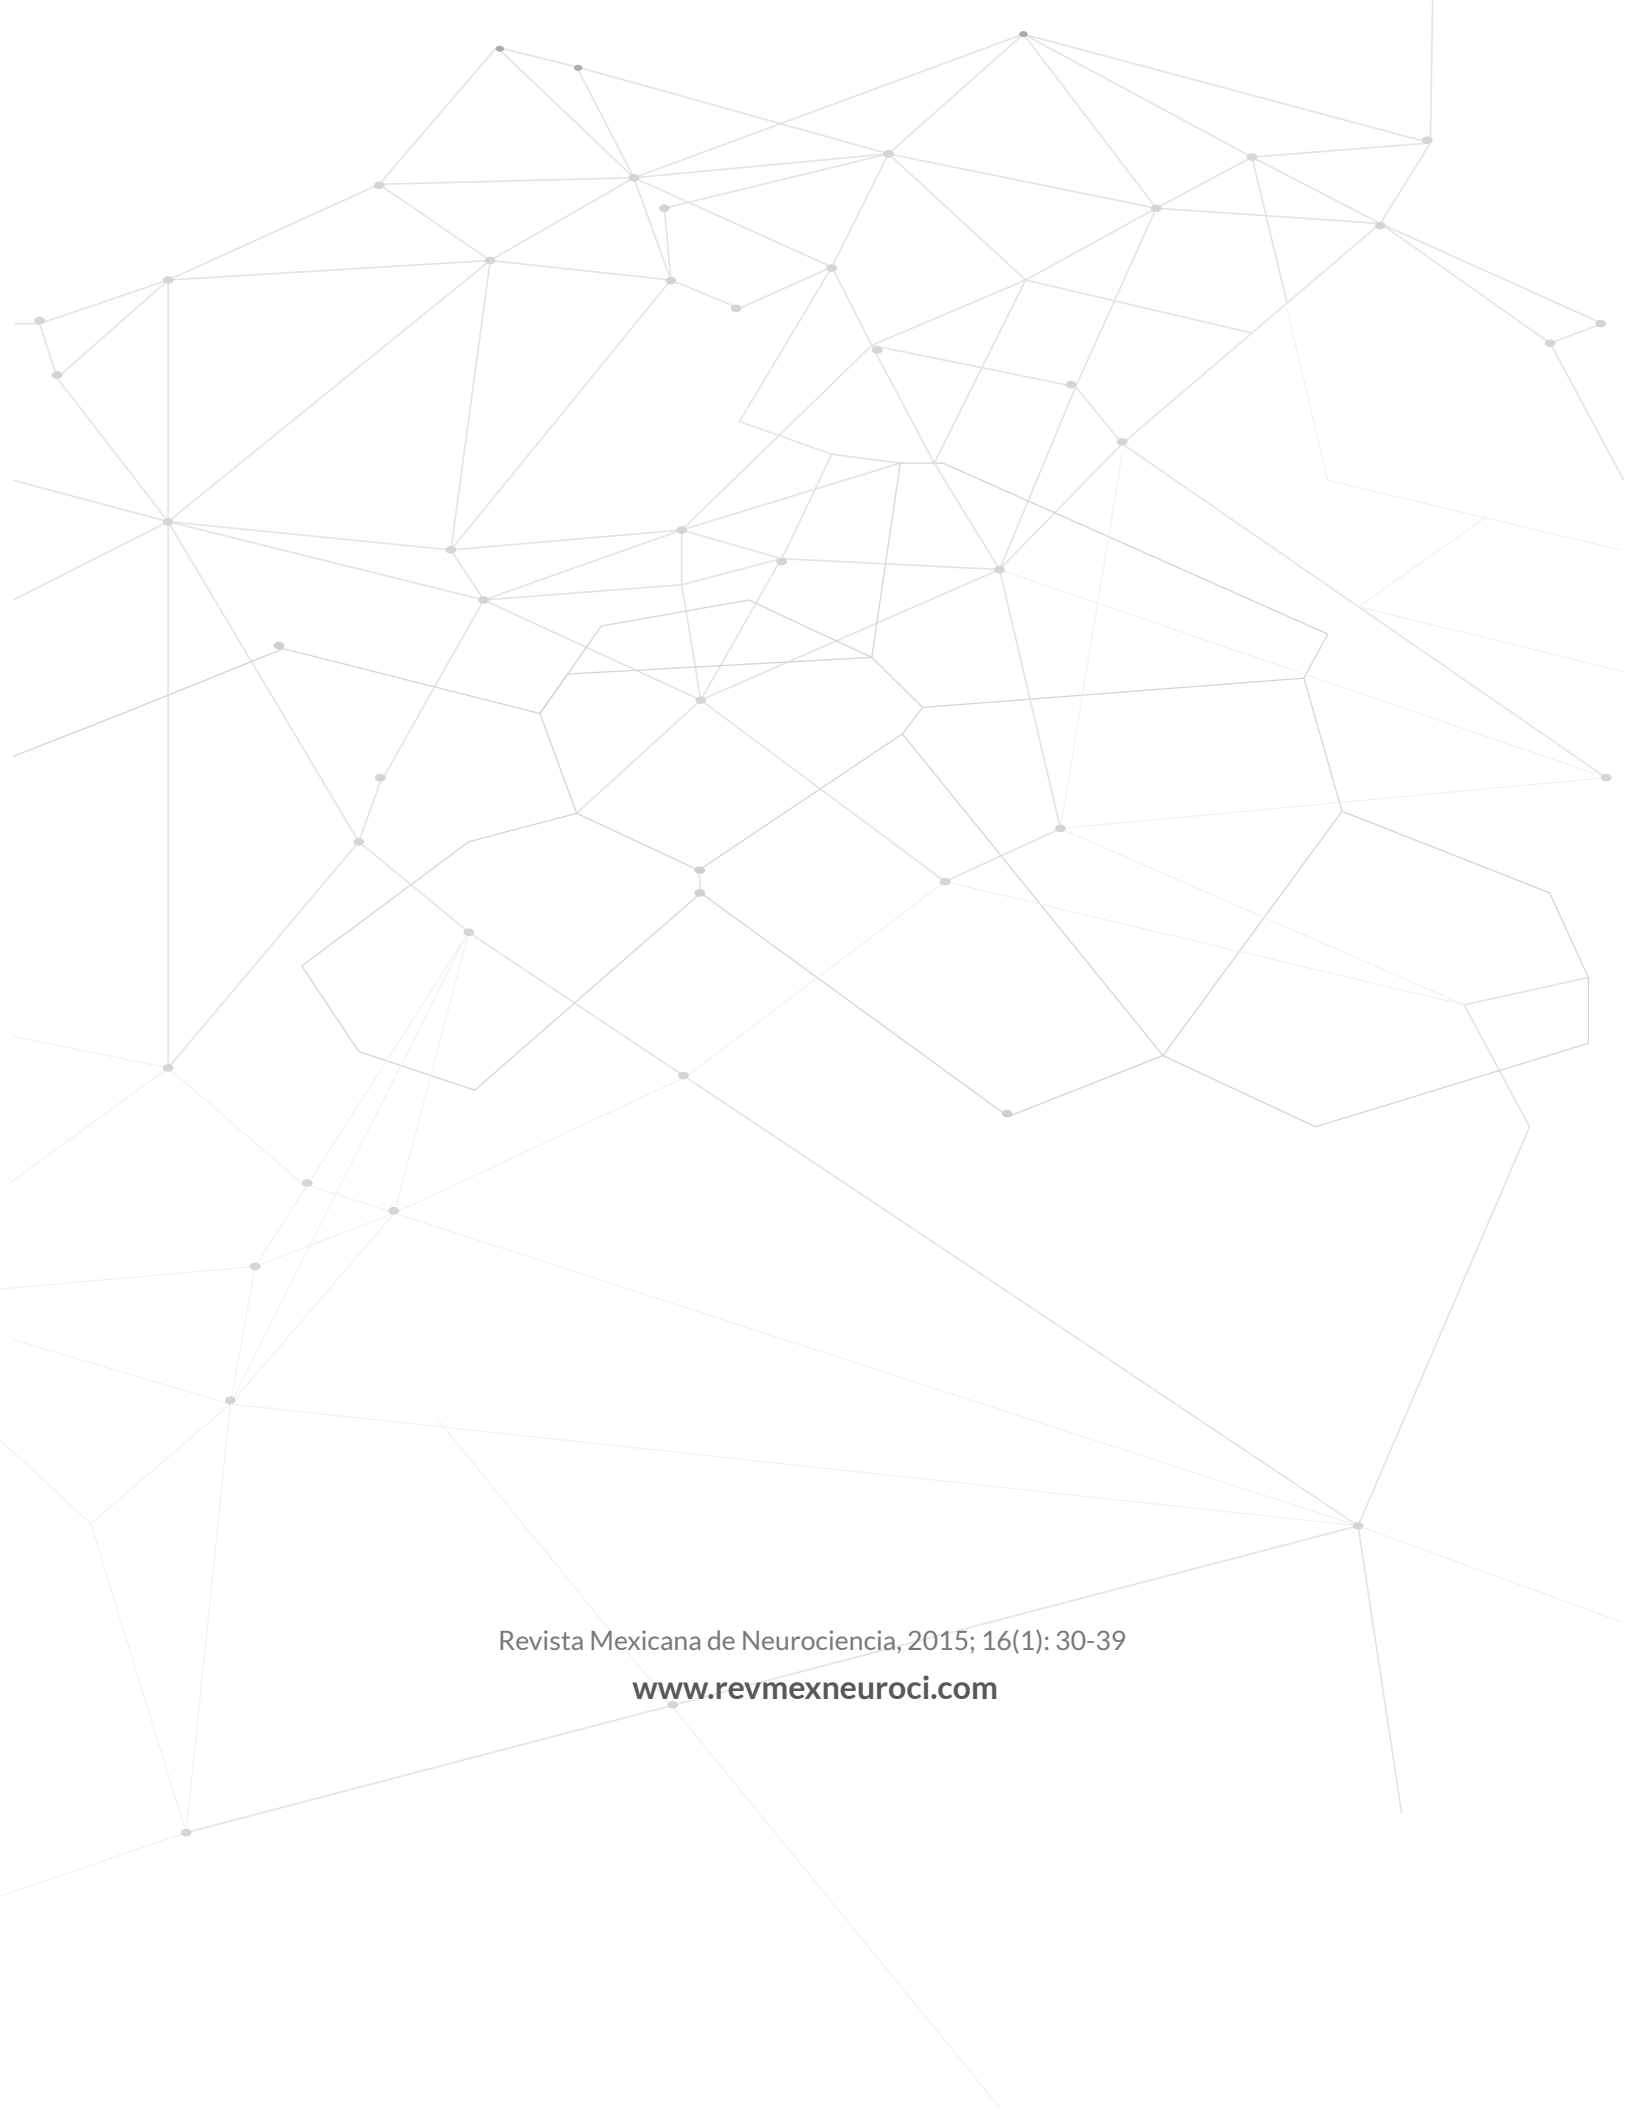 Revista Mexicana de Neurociencia, 2015; 16(1): 30-39
www.revmexneuroci.com